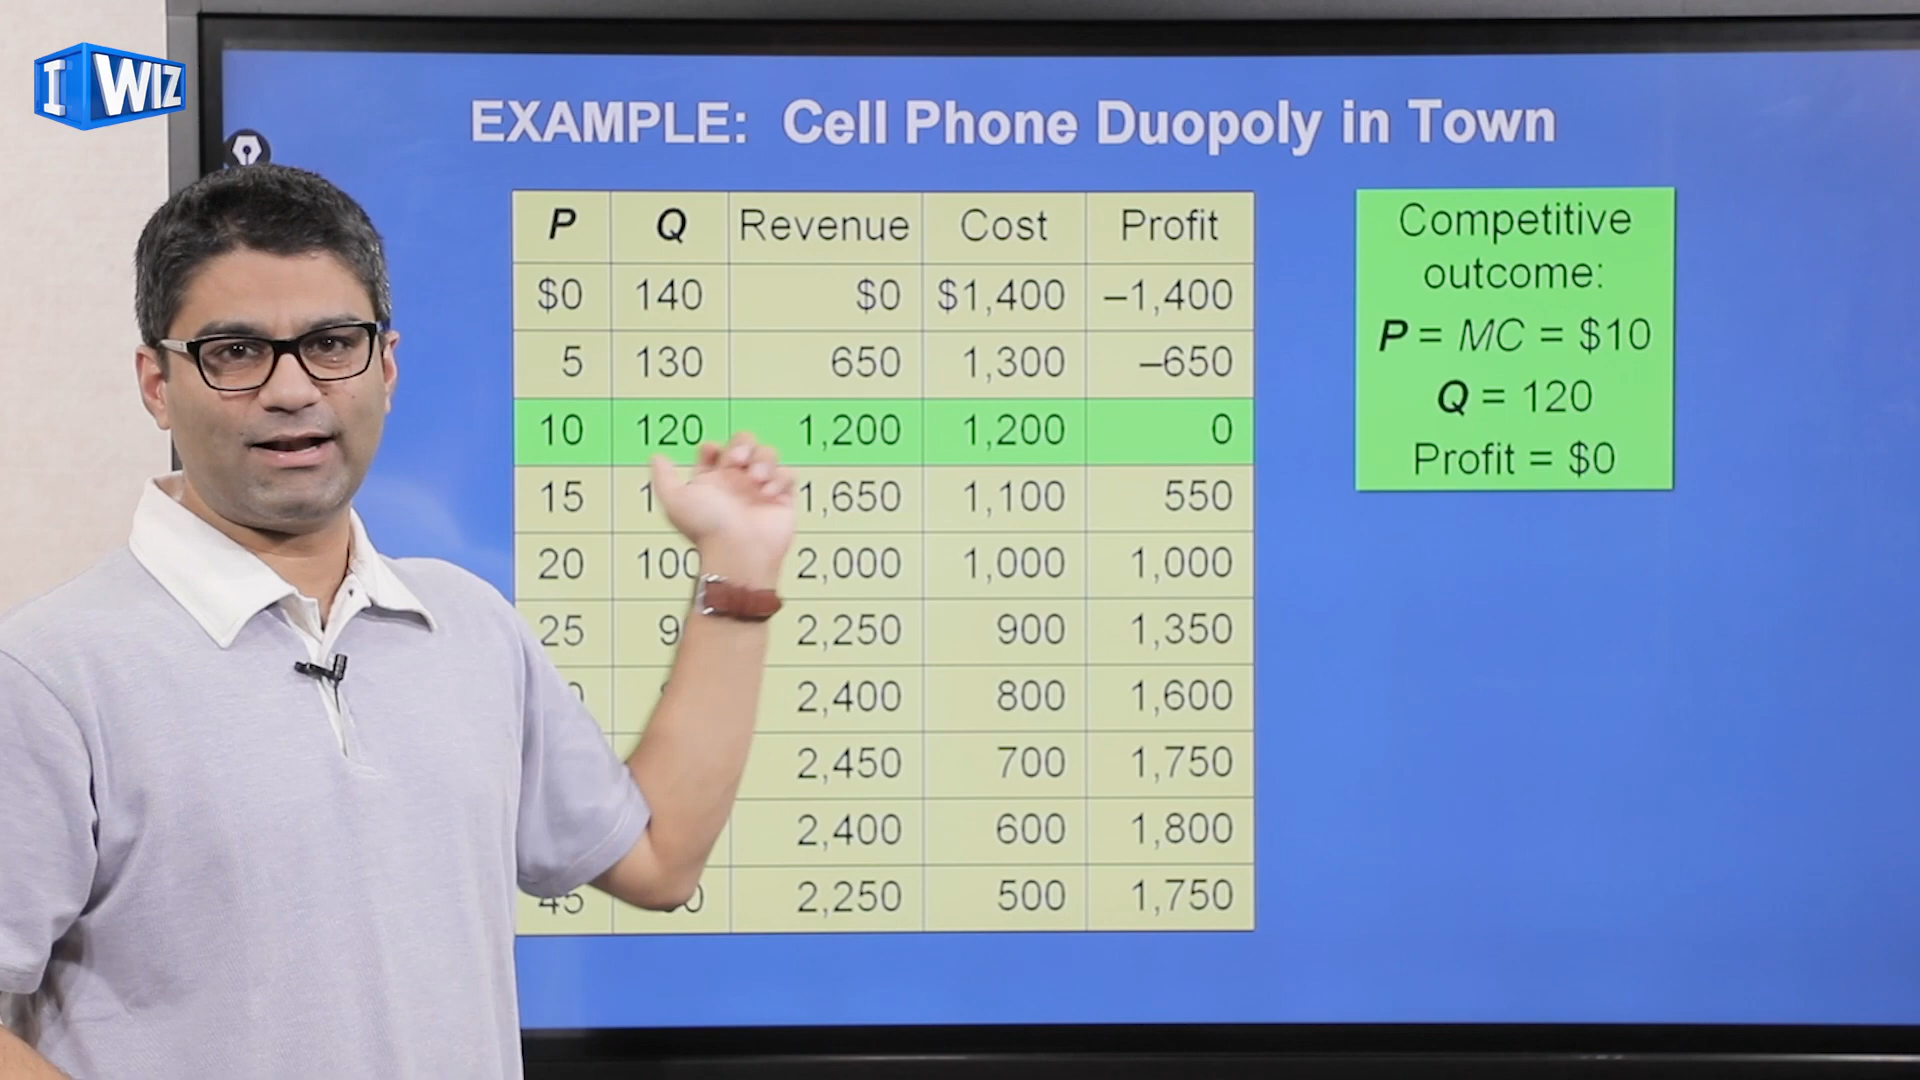 I WIZ
EXAMPLE: Cell Phone Duopoly in Town
P Q Revenue Cost Profit
$0 140 $0 $1,400 –1,400
5 130 650 1,300 –650
10 120 1,200 1,200 0
15 1,650 1,100 550
20 100 2,000 1,000 1,000
25 2,250 900 1,350
2,400 800 1,600
2,450 700 1,750
2,400 600 1,800
45 2,250 500 1,750
Competitive
outcome:
P = MC = $10
Q = 120
Profit = $0